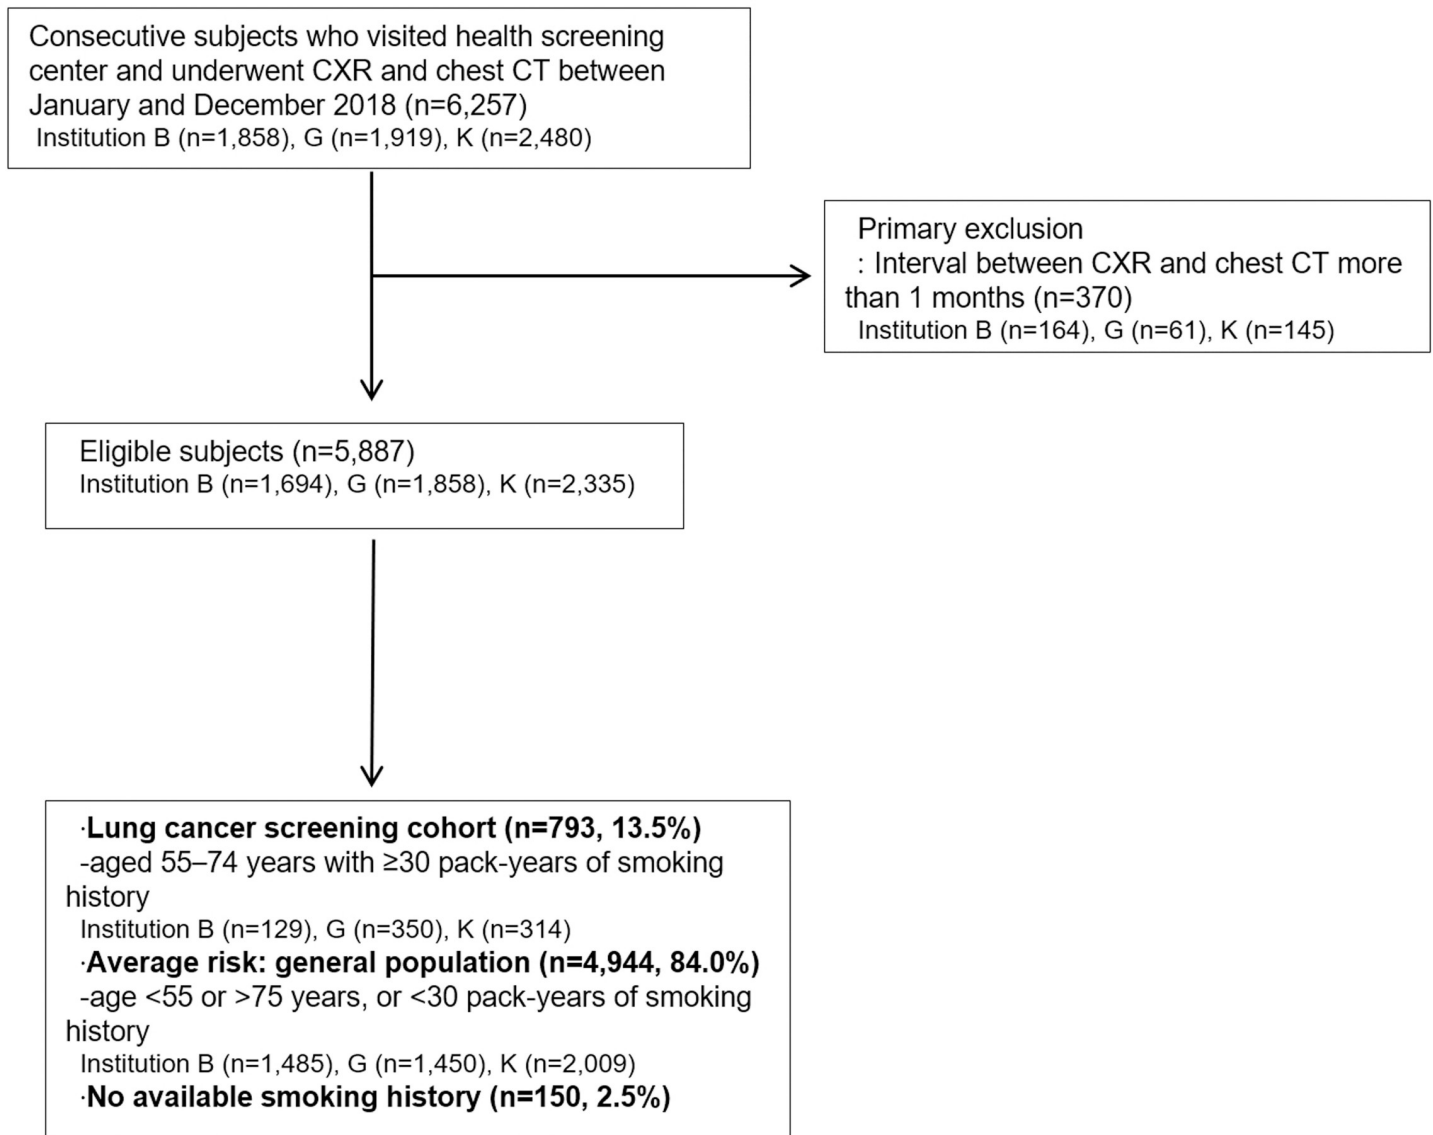 Consecutive subjects who visited health screening
center and underwent CXR and chest CT between
January and December 2018 (n=6,257)
Institution B (n=1,858), G (n=1,919), K (n=2,480)
Primary exclusion
: Interval between CXR and chest CT more
than 1 months (n=370)
Institution B (n=164), G (n=61), K (n=145)
Eligible subjects (n=5,887)
Institution B (n=1,694), G (n=1,858), K (n=2,335)
·Lung cancer screening cohort (n=793, 13.5%)
-aged 55–74 years with ≥30 pack-years of smoking
history
Institution B (n=129), G (n=350), K (n=314)
·Average risk: general population (n=4,944, 84.0%)
-age <55 or >75 years, or <30 pack-years of smoking
history
Institution B (n=1,485), G (n=1,450), K (n=2,009)
·No available smoking history (n=150, 2.5%)